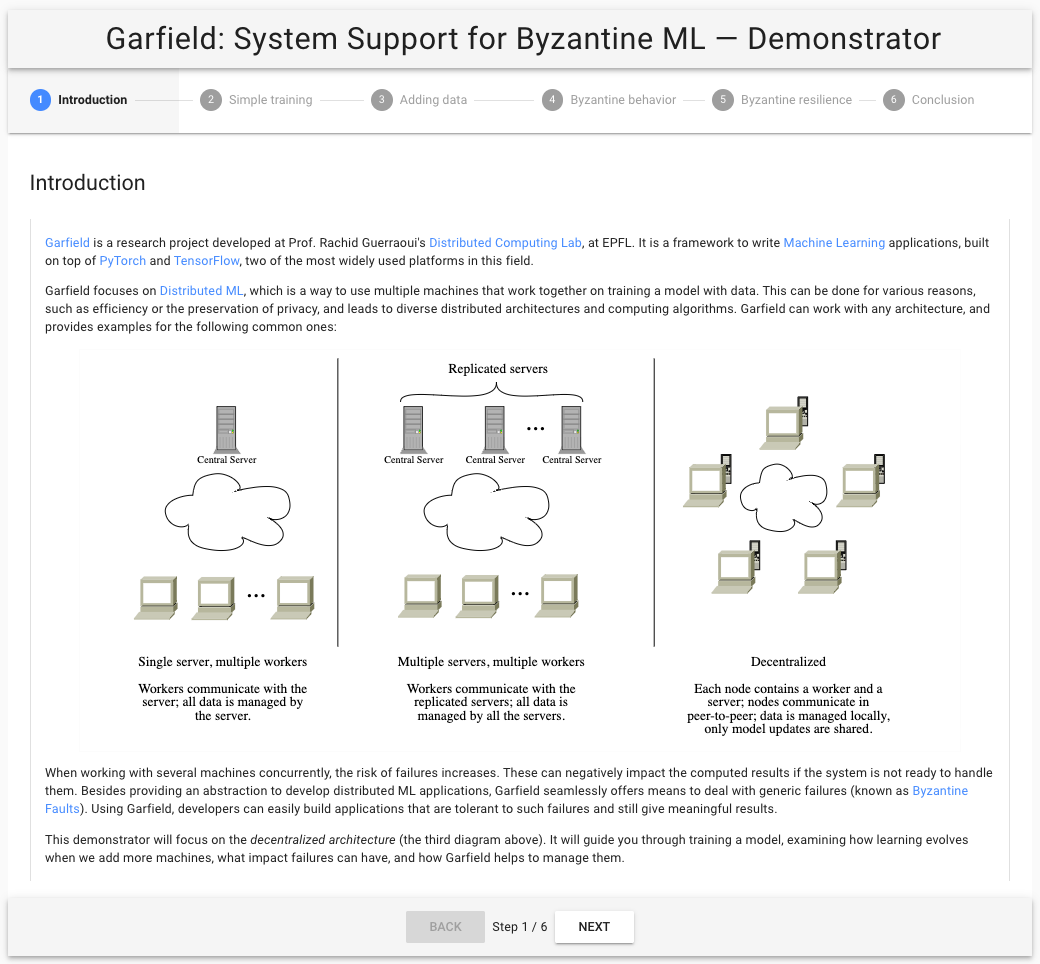 Garfield: System Support for Byzantine ML — Demonstrator
1 Introduction 2 Simple training 3 Adding data 4 Byzantine behavior 5 Byzantine resilience 6 Conclusion
Introduction
Garfield is a research project developed at Prof. Rachid Guerraoui's Distributed Computing Lab, at EPFL. It is a framework to write Machine Learning applications, built
on top of PyTorch and TensorFlow, two of the most widely used platforms in this field.
Garfield focuses on Distributed ML, which is a way to use multiple machines that work together on training a model with data. This can be done for various reasons,
such as efficiency or the preservation of privacy, and leads to diverse distributed architectures and computing algorithms. Garfield can work with any architecture, and
provides examples for the following common ones:
Central Server
Single server, multiple workers
Workers communicate with the
server; all data is managed by
the server.
Replicated servers
Central Server Central Server Central Server
Multiple servers, multiple workers
Workers communicate with the
replicated servers; all data is
managed by all the servers.
Decentralized
Each node contains a worker and a
server; nodes communicate in
peer-to-peer; data is managed locally,
only model updates are shared.
When working with several machines concurrently, the risk of failures increases. These can negatively impact the computed results if the system is not ready to handle
them. Besides providing an abstraction to develop distributed ML applications, Garfield seamlessly offers means to deal with generic failures (known as Byzantine
Faults). Using Garfield, developers can easily build applications that are tolerant to such failures and still give meaningful results.
This demonstrator will focus on the decentralized architecture (the third diagram above). It will guide you through training a model, examining how learning evolves
when we add more machines, what impact failures can have, and how Garfield helps to manage them.
BACK Step 1 / 6 NEXT